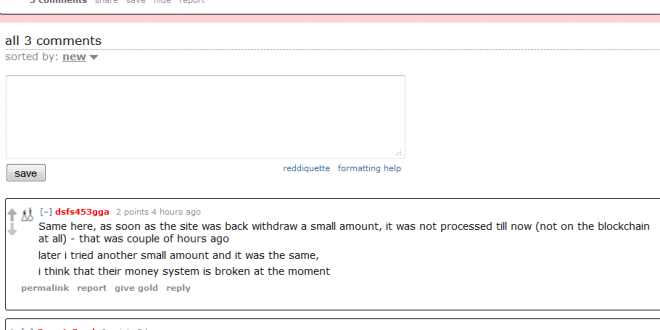 3 comments share save hide report
all 3 comments
sorted by: new
reddiquette formatting help
save
[-] dsfs453gga 2 points 4 hours ago
Same here, as soon as the site was back withdraw a small amount, it was not processed till now (not on the blockchain
at all) - that was couple of hours ago
later i tried another small amount and it was the same,
i think that their money system is broken at the moment
permalink report give gold reply